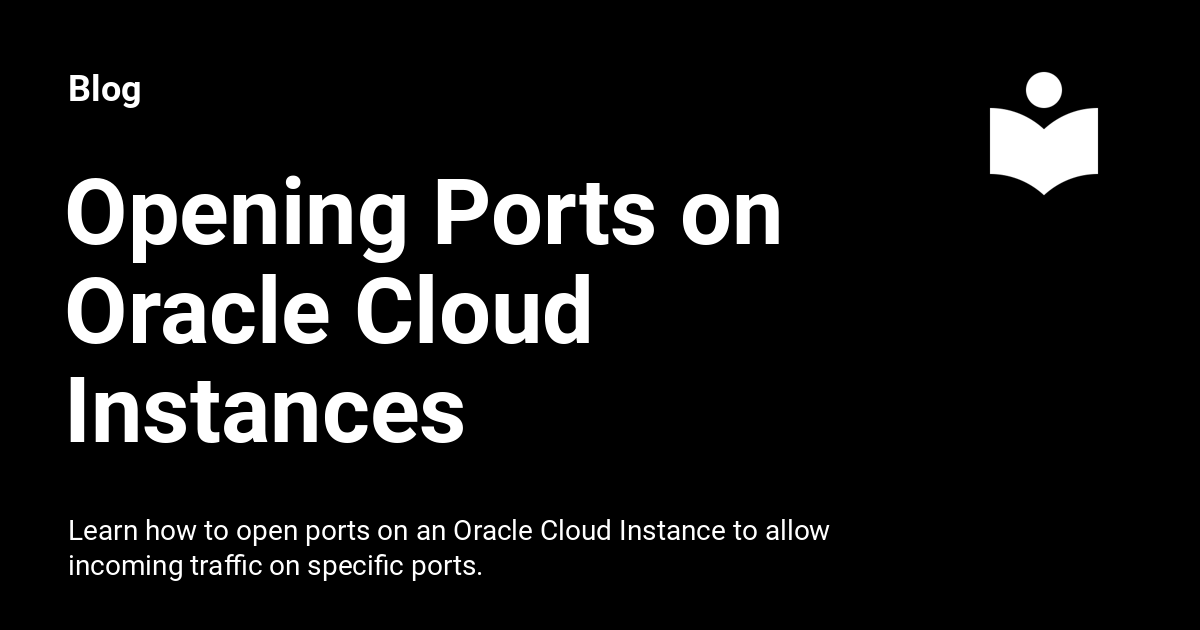 Blog
Opening Ports on
Oracle Cloud
Instances
Learn how to open ports on an Oracle Cloud Instance to allow
incoming traffic on specific ports.